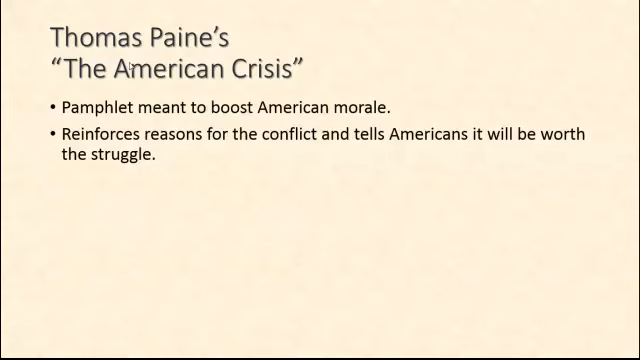 Thomas Paine’s
“The American Crisis”
• Pamphlet meant to boost American morale.
• Reinforces reasons for the conflict and tells Americans it will be worth
the struggle.